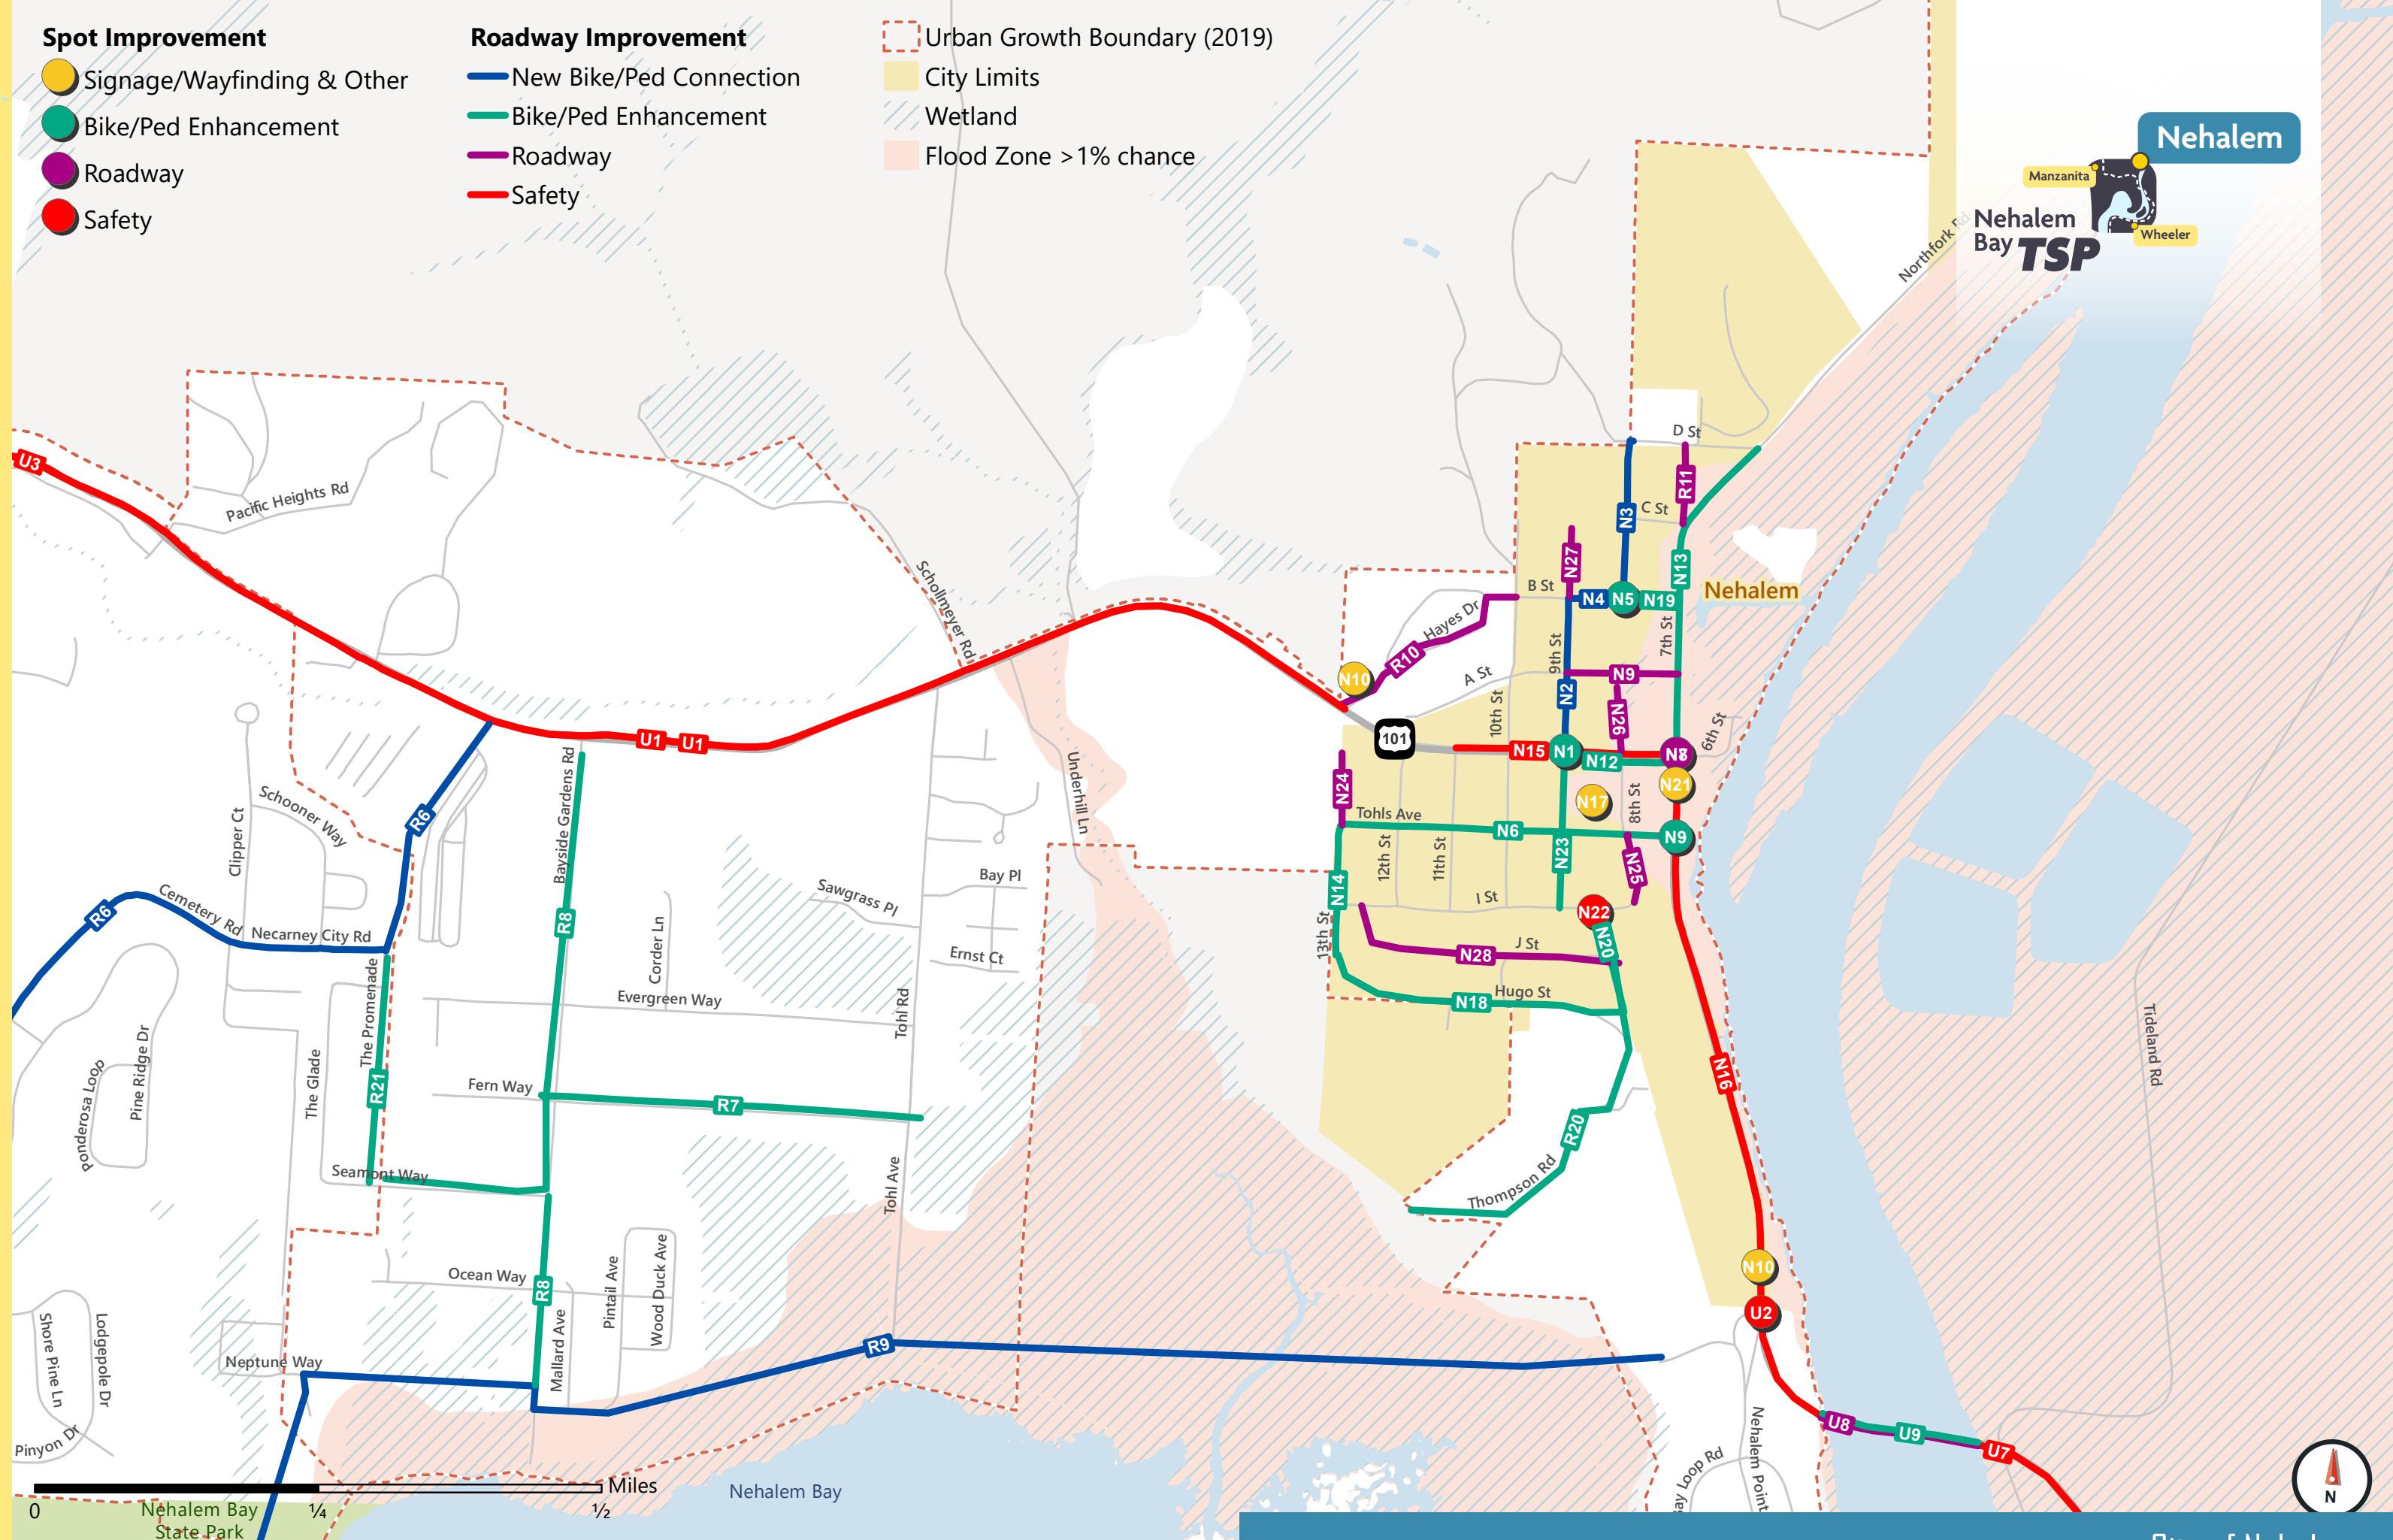 Spot Improvement
Signage/Wayfinding & Other
Bike/Ped Enhancement
Roadway
Safety
Roadway Improvement
New Bike/Ped Connection
Bike/Ped Enhancement
Roadway
Safety
Urban Growth Boundary (2019)
City Limits
Wetland
Flood Zone >1% chance
Nehalem
Manzanita
Wheeler
Nehalem
Bay TSP
Northfork Rd
D St
U3
R11
Pacific Heights Rd
C St
N3
N27
N13
Schollmeyer Rd
B St
N4
N5
N19
Nehalem
Hayes Dr
7th St
9th St
R10
N10
A St
N9
N2
10th St
N26
6th St
U1
U1
101
N15
N1
N12
N8
N21
N24
N17
8th St
Underhill Ln
Bayside Gardens Rd
Schooner Way
Clipper Ct
R6
Tohls Ave
N6
N9
N23
12th St
11th St
N25
Bay Pl
Sawgrass Pl
N14
I St
N22
Cemetery Rd
R6
Necarney City Rd
R8
Corder Ln
13th St
J St
N20
N28
Ernst Ct
The Promenade
Evergreen Way
Tohl Rd
Hugo St
N18
Tideland Rd
Ponderosa Loop
Pine Ridge Dr
The Glade
R21
Fern Way
R7
N16
R20
Seamont Way
Tohl Ave
Thompson Rd
N10
Ocean Way
R8
Pintail Ave
Wood Duck Ave
U2
Shore Pine Ln
Lodgepole Dr
Mallard Ave
R9
Neptune Way
Pinyon Dr
U8
U9
U7
Nehalem Point
Bay Loop Rd
Miles
0
¼
½
Nehalem Bay
State Park
Nehalem Bay
N